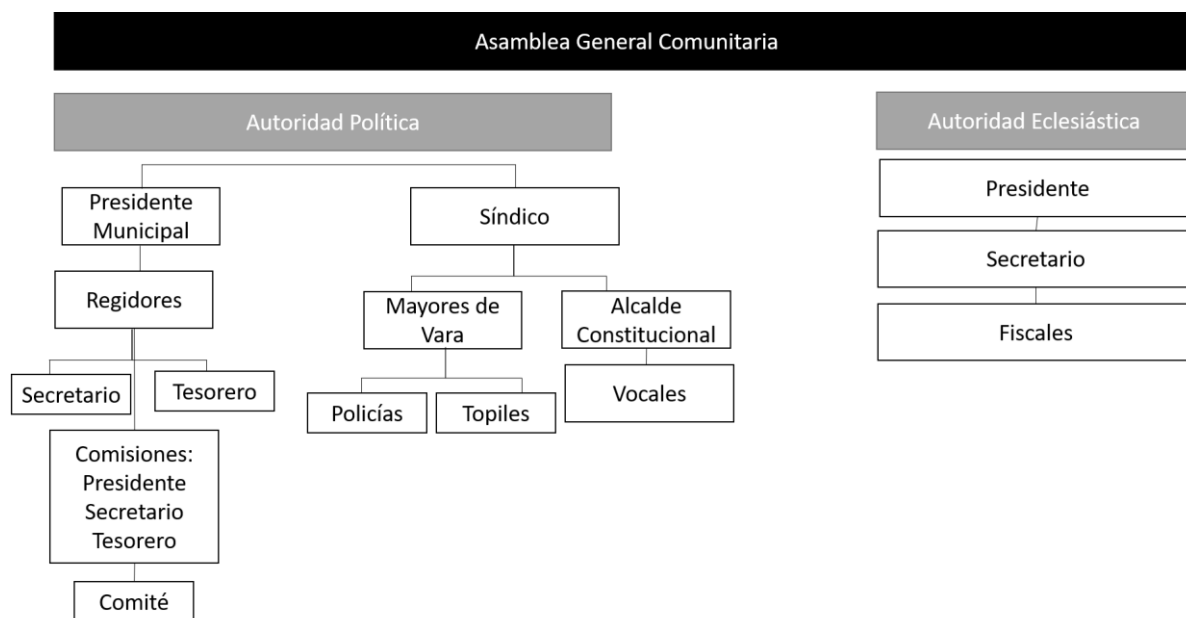 Asamblea General Comunitaria
Autoridad Política
Autoridad Eclesiástica
Presidente
Municipal
Síndico
Presidente
Regidores
Mayores de
Vara
Alcalde
Constitucional
Secretario
Secretario
Tesorero
Policías
Topiles
Vocales
Fiscales
Comisiones:
Presidente
Secretario
Tesorero
Comité